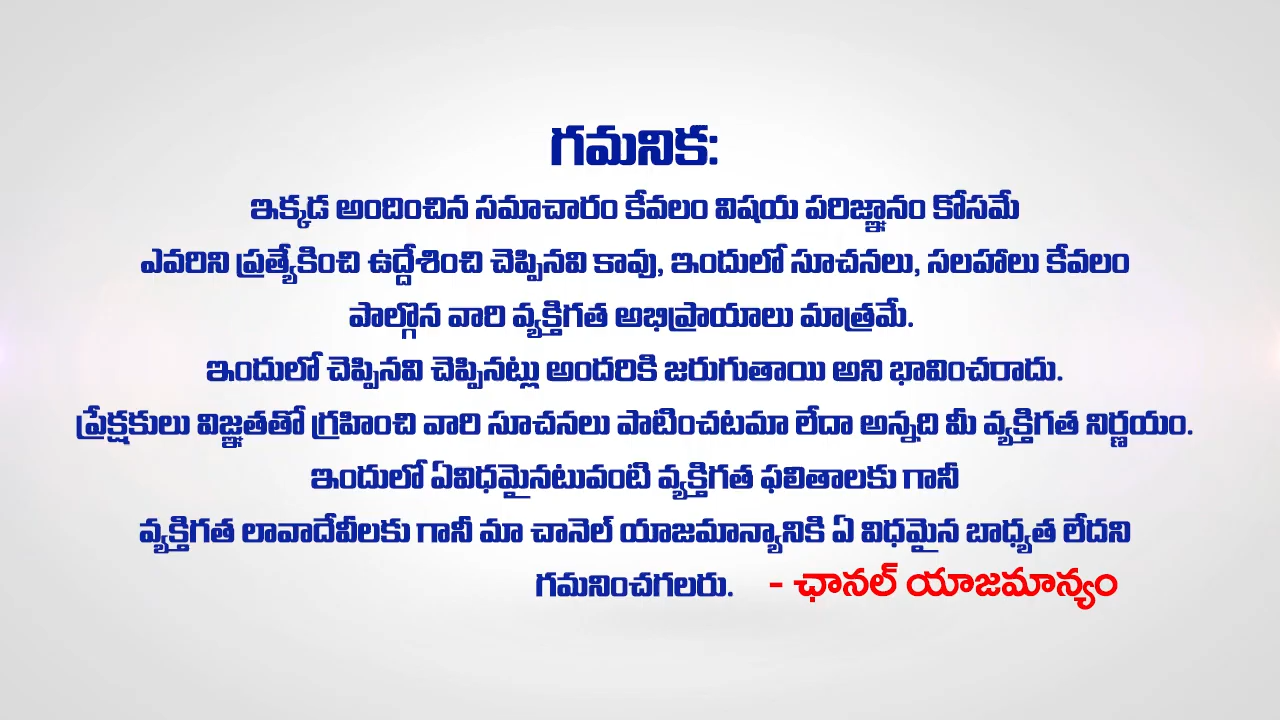 గమనిక:
ఇక్కడ అందించిన సమాచారం కేవలం విషయ పరిజ్ఞానం కోసమే
ఎవరిని ప్రత్యేకించి ఉద్దేశించి చెప్పినవి కావు, ఇందులో సూచనలు, సలహాలు కేవలం
పాల్గొన వారి వ్యక్తిగత అభిప్రాయాలు మాత్రమే.
ఇందులో చెప్పినవి చెప్పినట్లు అందరికి జరుగుతాయి అని భావించరాదు.
ప్రేక్షకులు విజ్ఞతతో గ్రహించి వారి సూచనలు పాటించటమా లేదా అన్నది మీ వ్యక్తిగత నిర్ణయం.
ఇందులో ఏవిధమైనటువంటి వ్యక్తిగత ఫలితాలకు గానీ
వ్యక్తిగత లావాదేవీలకు గానీ మా చానెల్ యాజమాన్యానికి ఏ విధమైన బాధ్యత లేదని
గమనించగలరు. - ఛానల్ యాజమాన్యం